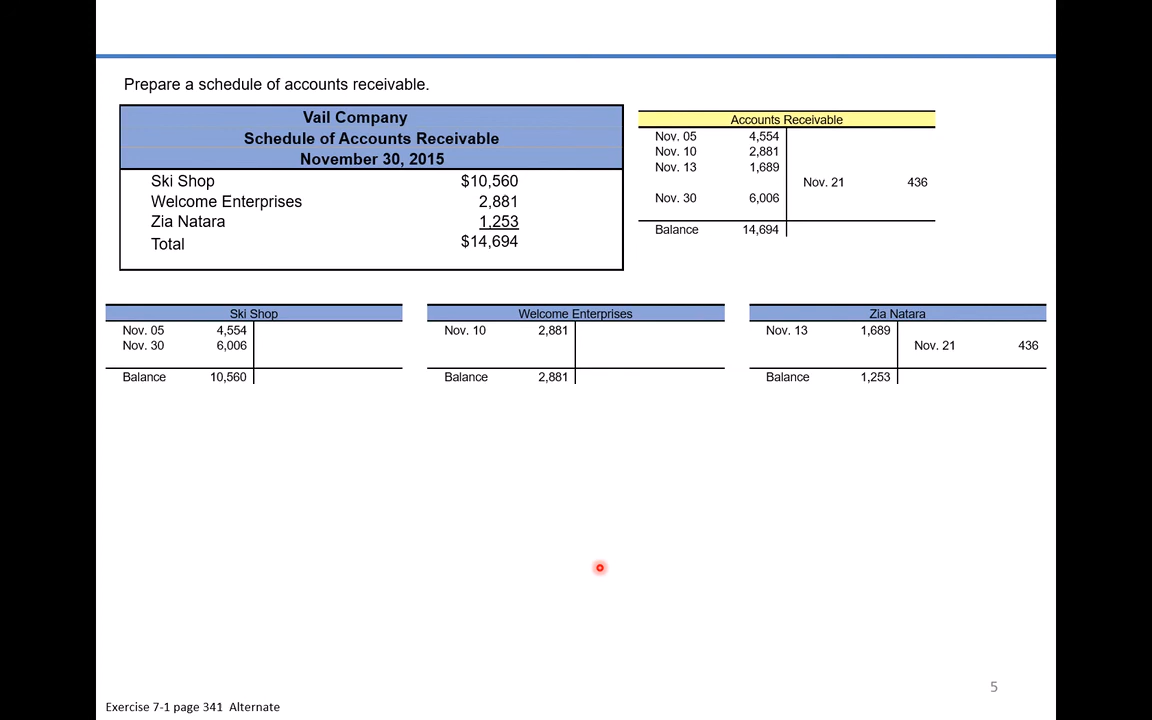 Prepare a schedule of accounts receivable.
Vail Company
Schedule of Accounts Receivable
November 30, 2015
Ski Shop $10,560
Welcome Enterprises 2,881
Zia Natara 1,253
Total $14,694
Accounts Receivable
Nov. 05 4,554
Nov. 10 2,881
Nov. 13 1,689
Nov. 21 436
Nov. 30 6,006
Balance 14,694
Ski Shop
Nov. 05 4,554
Nov. 30 6,006
Balance 10,560
Welcome Enterprises
Nov. 10 2,881
Balance 2,881
Zia Natara
Nov. 13 1,689
Nov. 21 436
Balance 1,253
5
Exercise 7-1 page 341 Alternate